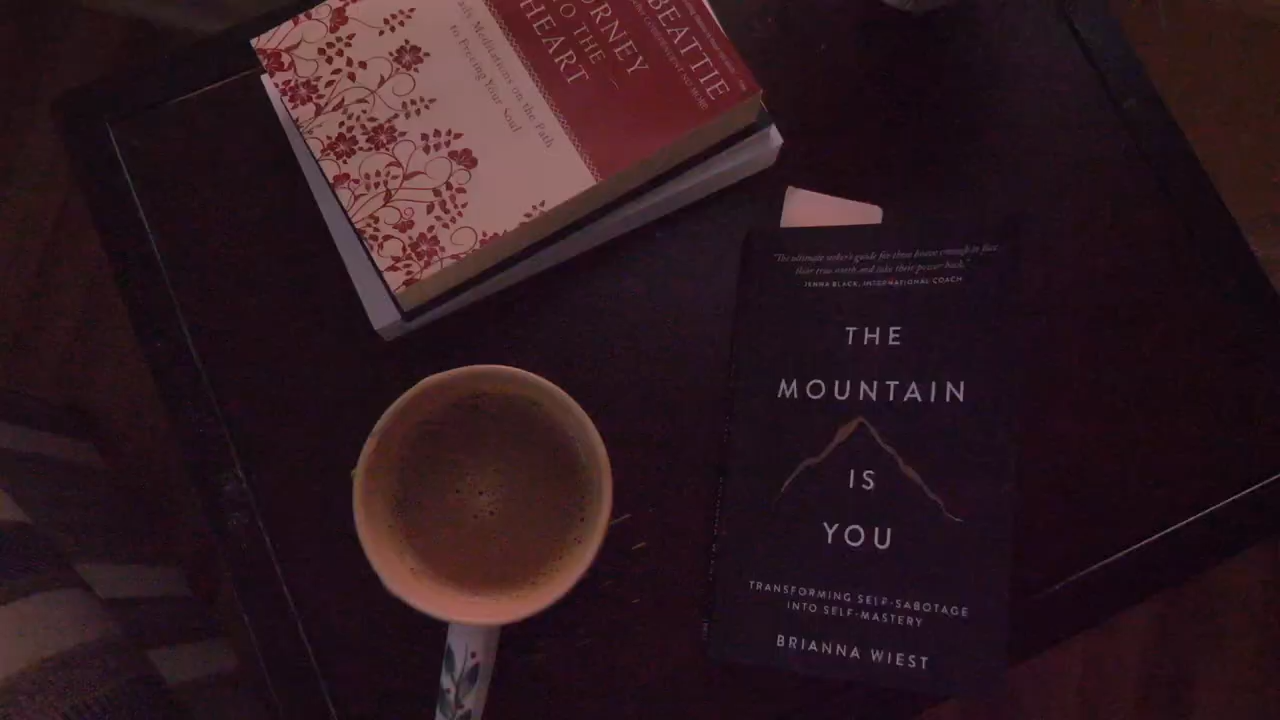 BEATTIE
RNEY
TO THE
HEART
Meditations on the Path
to Freeing Your Soul
"The ultimate seeker's guide for those brave enough to face
their true worth and take their power back."
JENNA BLACK, INTERNATIONAL COACH
THE
MOUNTAIN
IS
YOU
TRANSFORMING SELF-SABOTAGE
INTO SELF-MASTERY
BRIANNA WIEST